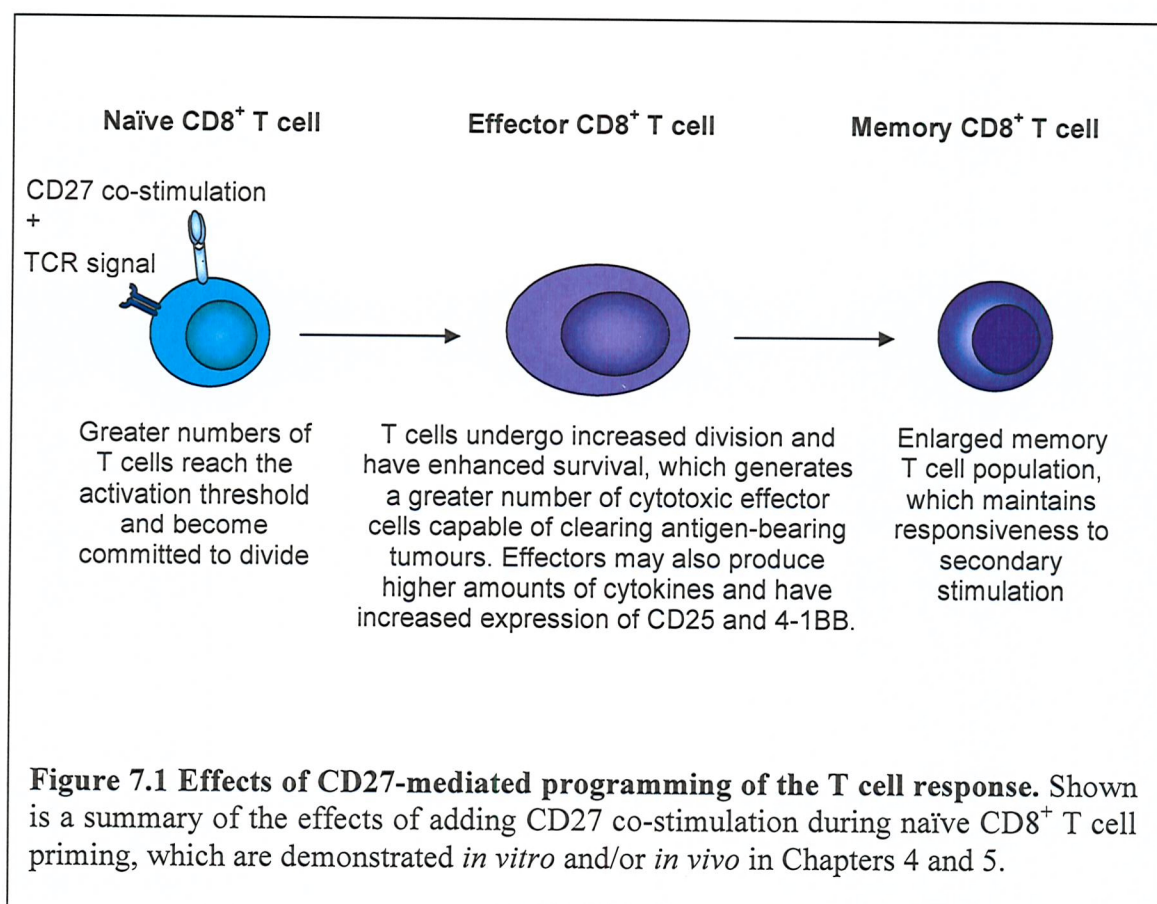 Naïve CD8⁺ T cell
Effector CD8⁺ T cell
Memory CD8⁺ T cell
CD27 co-stimulation
+
TCR signal
Greater numbers of
T cells reach the
activation threshold
and become
committed to divide
T cells undergo increased division and
have enhanced survival, which generates
a greater number of cytotoxic effector
cells capable of clearing antigen-bearing
tumours. Effectors may also produce
higher amounts of cytokines and have
increased expression of CD25 and 4-1BB.
Enlarged memory
T cell population,
which maintains
responsiveness to
secondary
stimulation
Figure 7.1 Effects of CD27-mediated programming of the T cell response. Shown
is a summary of the effects of adding CD27 co-stimulation during naïve CD8⁺ T cell
priming, which are demonstrated in vitro and/or in vivo in Chapters 4 and 5.